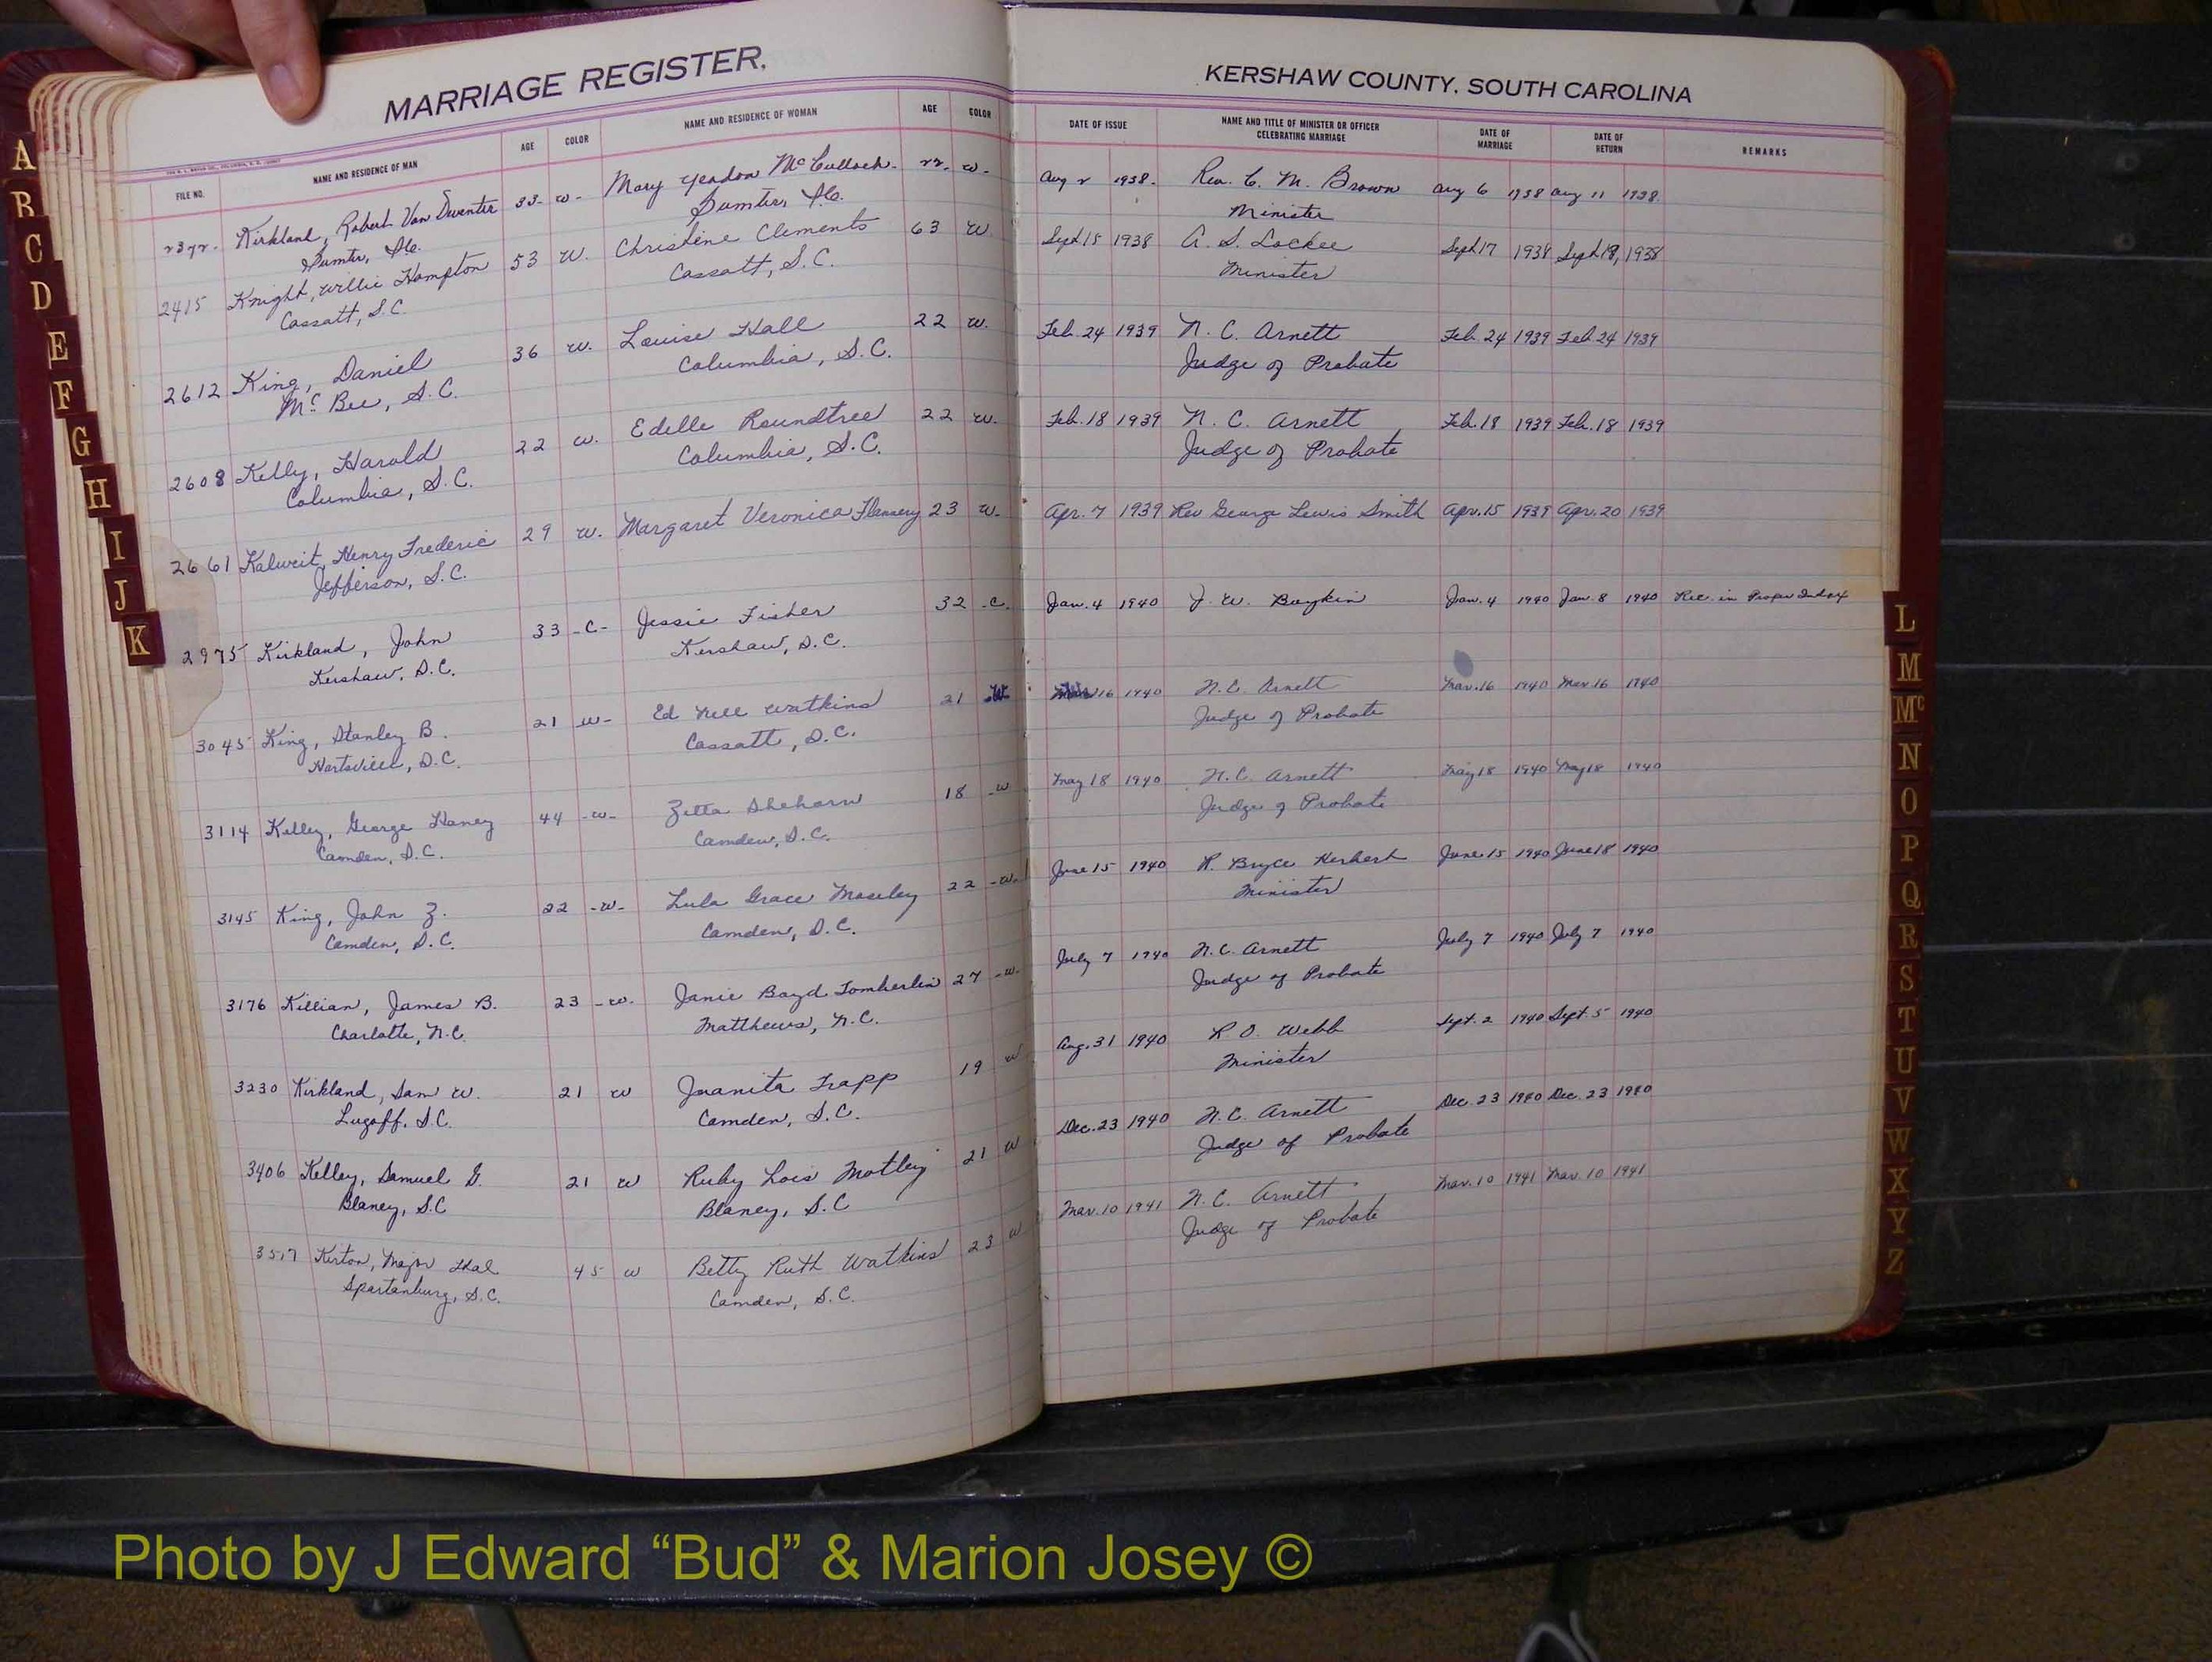 MARRIAGE REGISTER.
FILE NO. NAME AND RESIDENCE OF MAN AGE COLOR NAME AND RESIDENCE OF WOMAN AGE COLOR
2372 Kirkland, Robert Van Deventer 33 - W - Mary Yeadon McCulloch. 22. W.
Sumter, S.C. Sumter, S.C.
2415 Knight, Willie Hampton 53 W. Christine Clements 63 W
Cassatt, S.C. Cassatt, S.C.
2612 King, Daniel 36 W. Louise Hall 22 W.
McBee, S.C. Columbia, S.C.
2608 Kelly, Harold 22 W. Edelle Roundtree 22 W.
Columbia, S.C. Columbia, S.C.
2661 Kalweit, Henry Frederic 29 W. Margaret Veronica Flannery 23 W.
Jefferson, S.C.
2975 Kirkland, John 33 - C - Jessie Fisher 32 - C.
Kershaw, S.C. Kershaw, S.C.
3045 King, Stanley B. 21 - W - Ed Nell Watkins 21 - W.
Hartsville, S.C. Cassatt, S.C.
3114 Kelley, George Haney 44 - W - Zetta Shehorn 18 - W
Camden, S.C. Camden, S.C.
3145 King, John Z. 22 - W - Lula Grace Moseley 22 - W.
Camden, S.C. Camden, S.C.
3176 Killian, James B. 23 - W. Janie Boyd Tomberlin 27 - W -
Charlotte, N.C. Matthews, N.C.
3230 Kirkland, Sam W. 21 W Juanita Trapp 19 W
Lugoff, S.C. Camden, S.C.
3406 Kelley, Samuel G. 21 W Ruby Lois Motley 21 W
Blaney, S.C Blaney, S.C
3517 Kirton, Major Hal 45 W Betty Ruth Watkins 23 W
Spartanburg, S.C. Camden, S.C.
KERSHAW COUNTY, SOUTH CAROLINA
DATE OF ISSUE NAME AND TITLE OF MINISTER OR OFFICER CELEBRATING MARRIAGE DATE OF MARRIAGE DATE OF RETURN REMARKS
Aug 2 1938. Rev. C. M. Brown Aug 6 1938 Aug 11 1938
Minister
Sept 15 1938 A. S. Lockee Sept 17 1938 Sept 18, 1938
Minister
Feb. 24 1939 N. C. Arnett Feb. 24 1939 Feb 24 1939
Judge of Probate
Feb. 18 1939 N. C. Arnett Feb. 18 1939 Feb. 18 1939
Judge of Probate
Apr. 7 1939 Rev George Lewis Smith Apr. 15 1939 Apr. 20 1939
Jan. 4 1940 J. W. Boykin Jan. 4 1940 Jan. 8 1940 Rec. in Proper Index
16 1940 N.C. Arnett Mar. 16 1940 Mar. 16 1940
Judge of Probate
May 18 1940 N.C. Arnett May 18 1940 May 18 1940
Judge of Probate
June 15 1940 R. Bryce Herbert June 15 1940 June 18 1940
Minister
July 7 1940 N.C. Arnett July 7 1940 July 7 1940
Judge of Probate
Aug. 31 1940 R O. Webb Sept. 2 1940 Sept. 5 1940
Minister
Dec. 23 1940 N.C. Arnett Dec. 23 1940 Dec. 23 1940
Judge of Probate
Mar. 10 1941 N.C. Arnett Mar. 10 1941 Mar. 10 1941
Judge of Probate
A
B
C
D
E
F
G
H
I
J
K
L
M
Mc
N
O
P
Q
R
S
T
U
V
W
X
Y
Z
Photo by J Edward “Bud” & Marion Josey ©